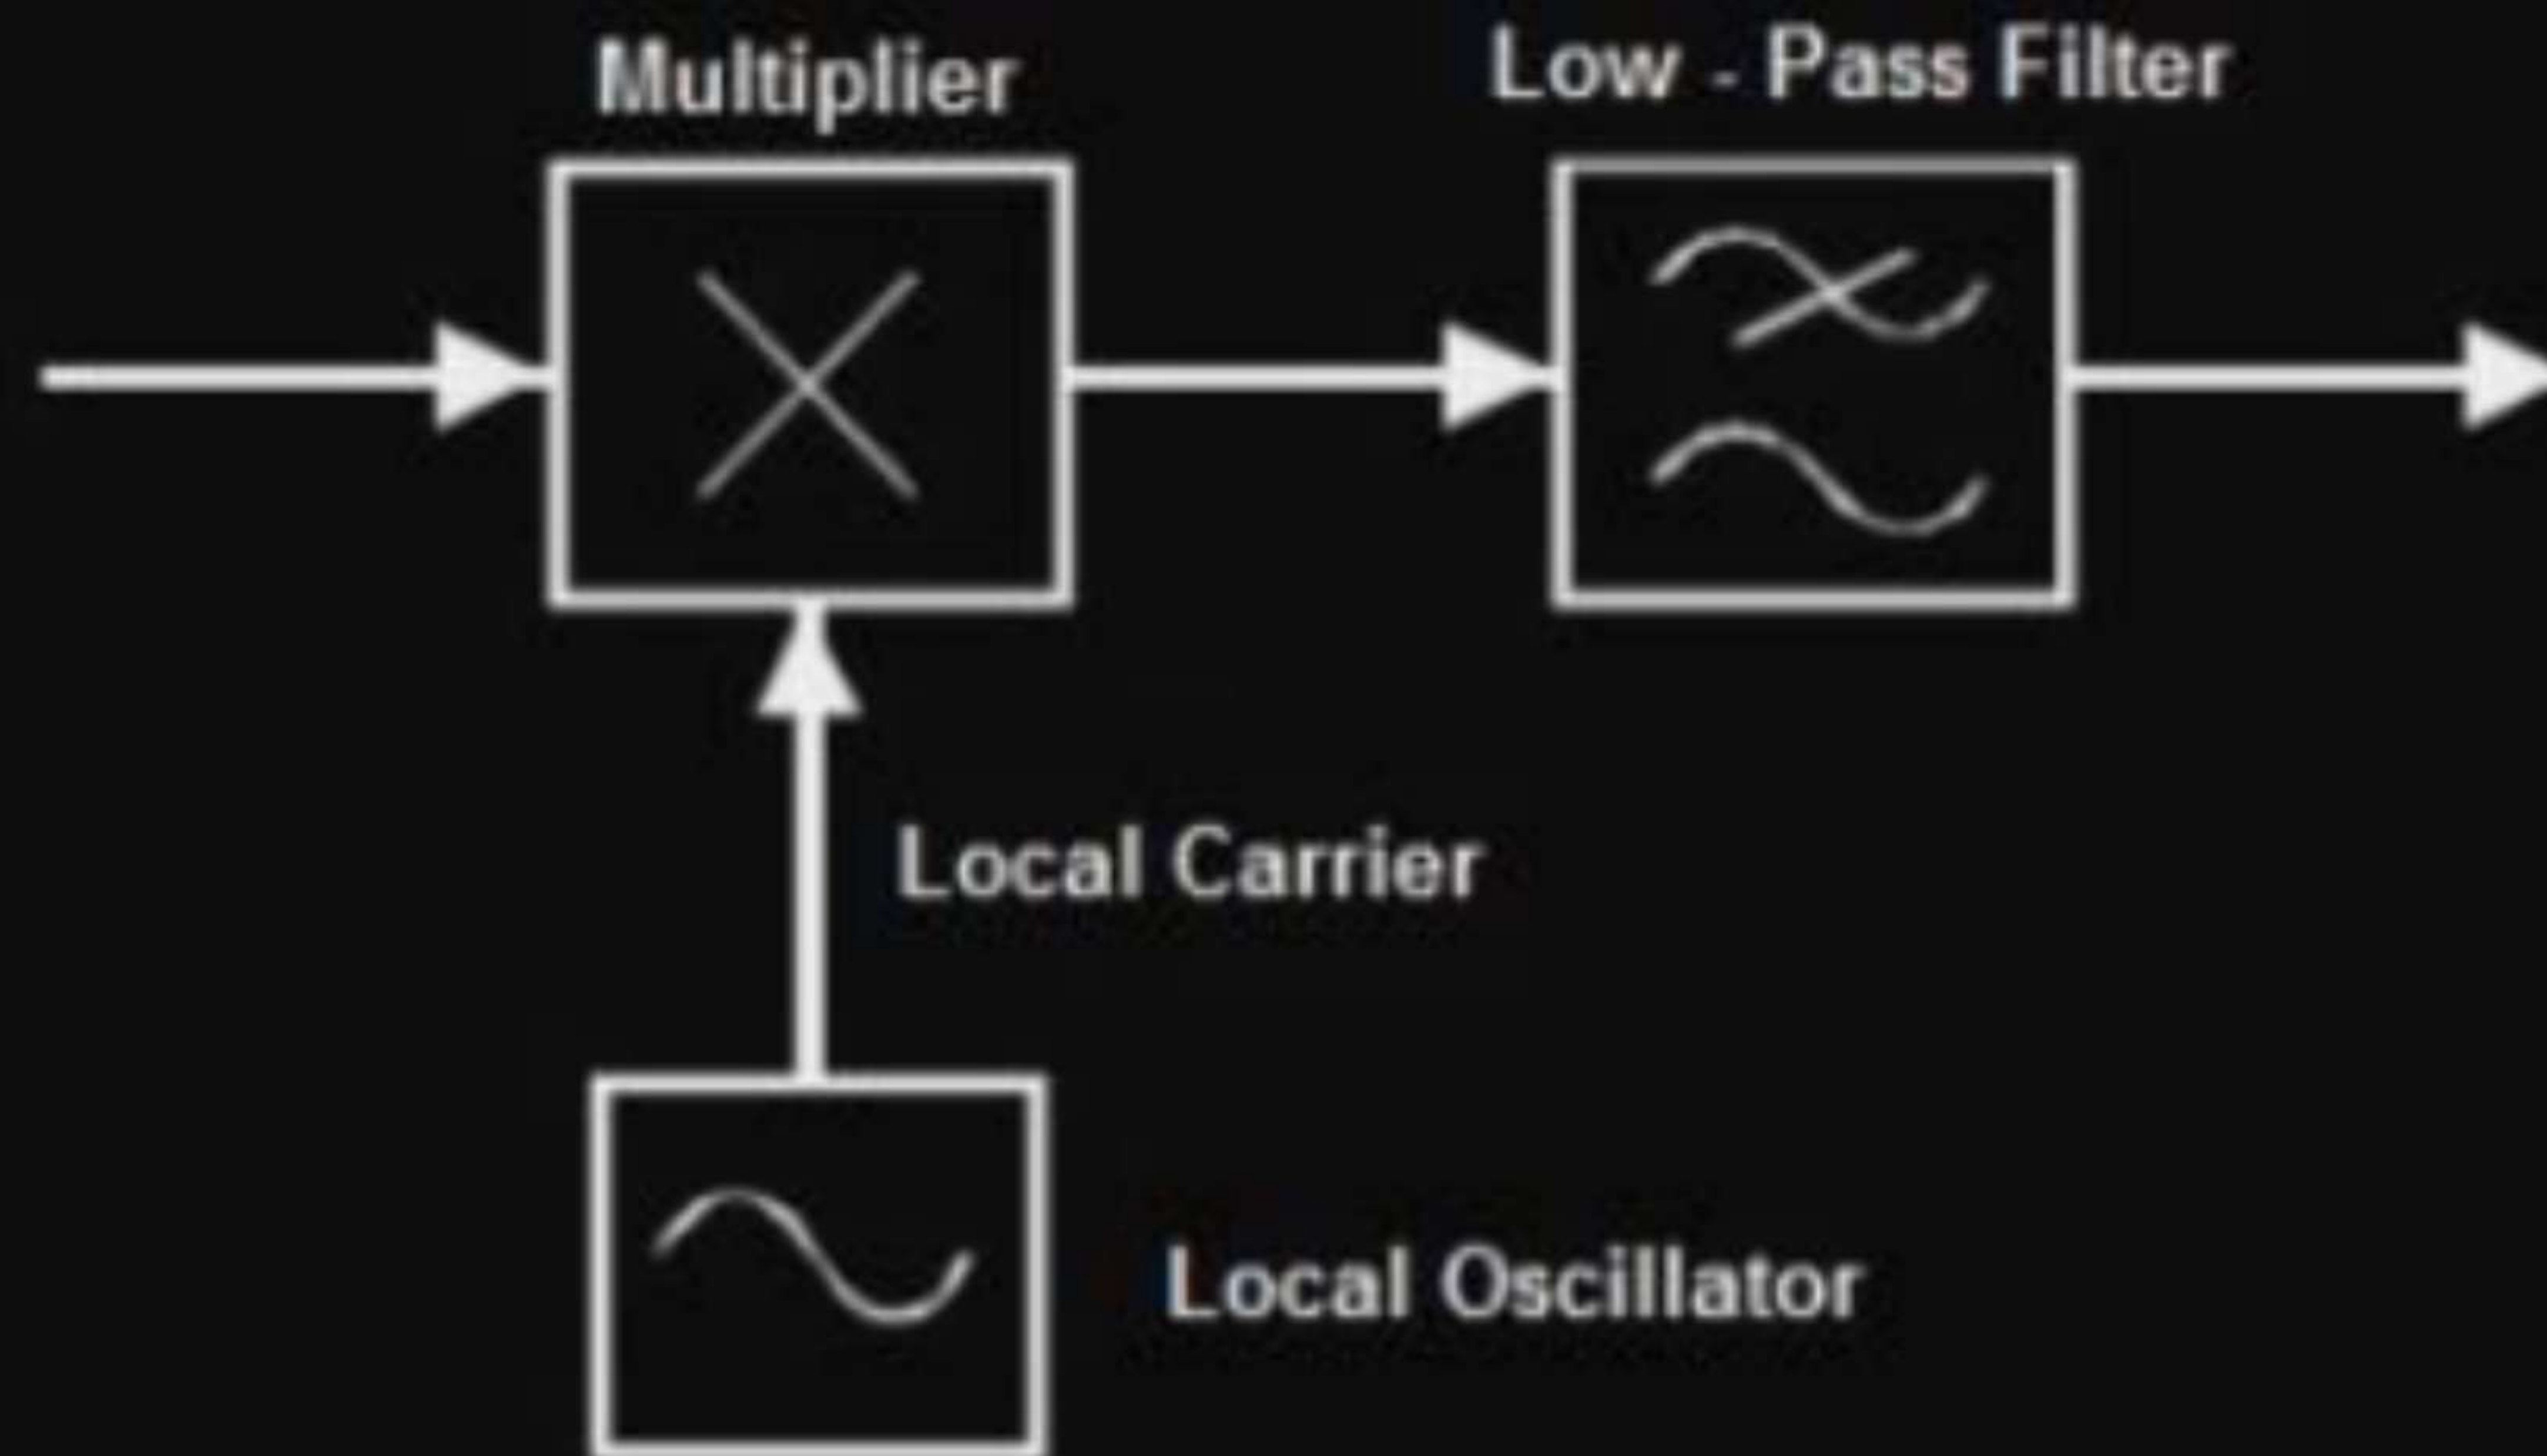 Multiplier
Low - Pass Filter
Local Carrier
Local Oscillator